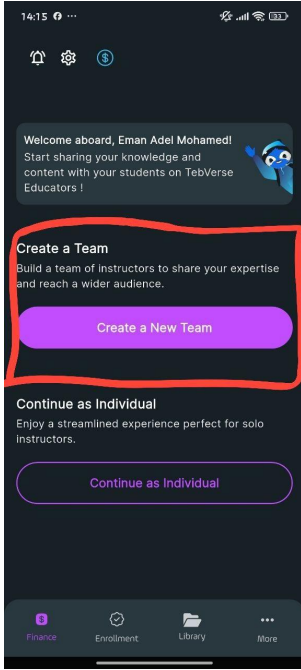 14:15
Welcome aboard, Eman Adel Mohamed!
Start sharing your knowledge and
content with your students on TebVerse
Educators !
Create a Team
Build a team of instructors to share your expertise
and reach a wider audience.
Create a New Team
Continue as Individual
Enjoy a streamlined experience perfect for solo
instructors.
Continue as Individual
Finance
Enrollment
Library
More